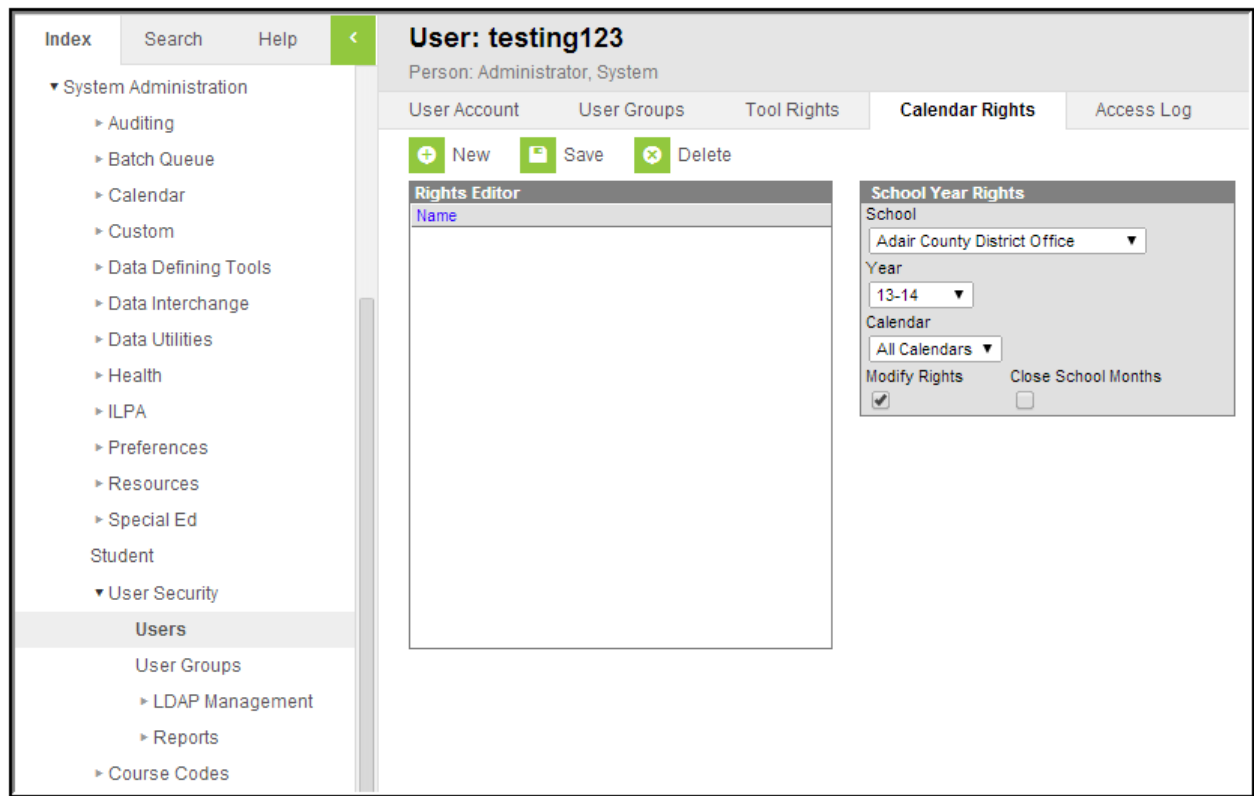 Index Search Help
System Administration
Auditing
Batch Queue
Calendar
Custom
Data Defining Tools
Data Interchange
Data Utilities
Health
ILPA
Preferences
Resources
Special Ed
Student
User Security
Users
User Groups
LDAP Management
Reports
Course Codes
User: testing123
Person: Administrator, System
User Account User Groups Tool Rights Calendar Rights Access Log
New Save Delete
Rights Editor
Name
School Year Rights
School
Adair County District Office
Year
13-14
Calendar
All Calendars
Modify Rights Close School Months